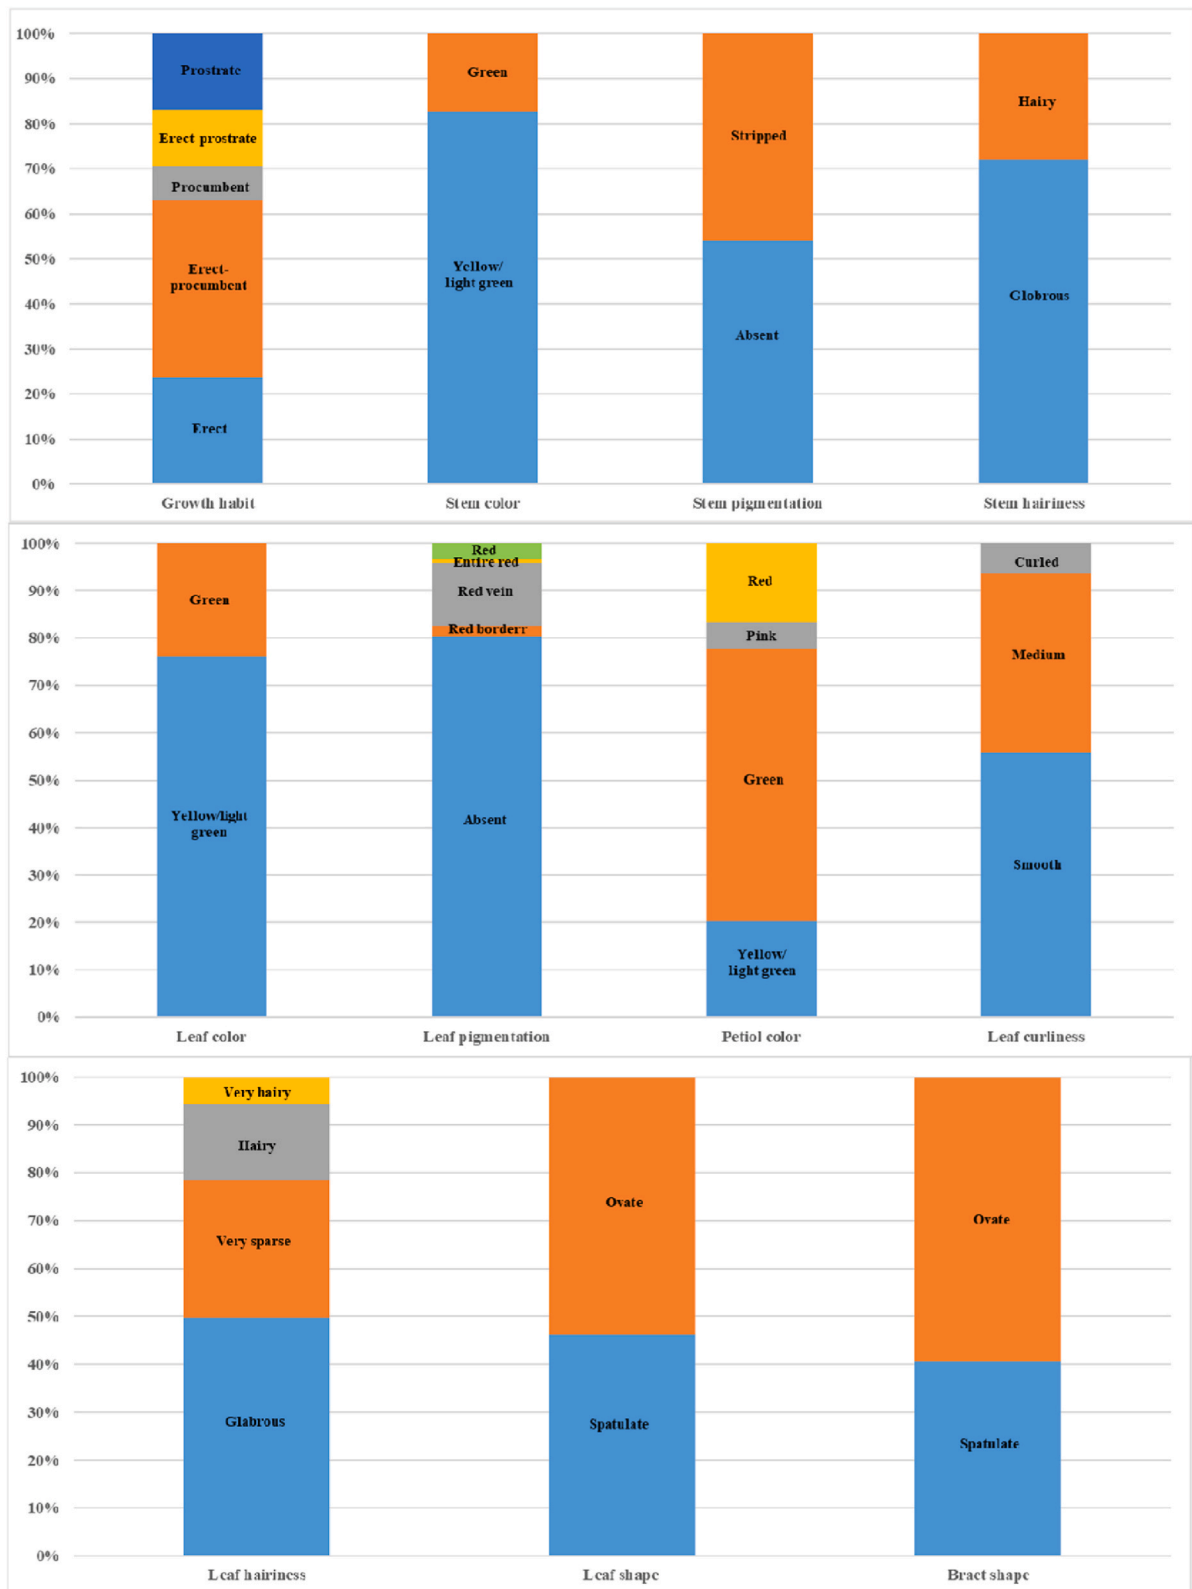 100%
90%
80%
70%
60%
50%
40%
30%
20%
10%
0%
Prostrate
Erect prostrate
Procumbent
Erect-
procumbent
Erect
Green
Yellow/
light green
Stripped
Absent
Hairy
Globrous
Growth habit
Stem color
Stem pigmentation
Stem hairiness
100%
90%
80%
70%
60%
50%
40%
30%
20%
10%
0%
Green
Yellow/light
green
Red
Entire red
Red vein
Red borderr
Absent
Red
Pink
Green
Yellow/
light green
Curled
Medium
Smooth
Leaf color
Leaf pigmentation
Petiol color
Leaf curliness
100%
90%
80%
70%
60%
50%
40%
30%
20%
10%
0%
Very hairy
Hairy
Very sparse
Glabrous
Ovate
Spatulate
Ovate
Spatulate
Leaf hairiness
Leaf shape
Bract shape